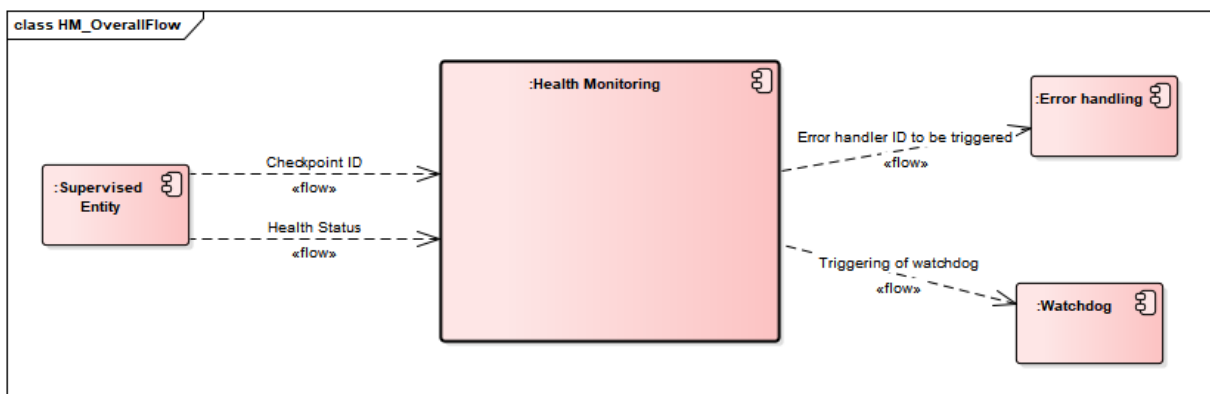 class HM_OverallFlow
:Health Monitoring
:Error handling
Error handler ID to be triggered
«flow»
Checkpoint ID
«flow»
:Supervised
Entity
Health Status
«flow»
Triggering of watchdog
«flow»
:Watchdog